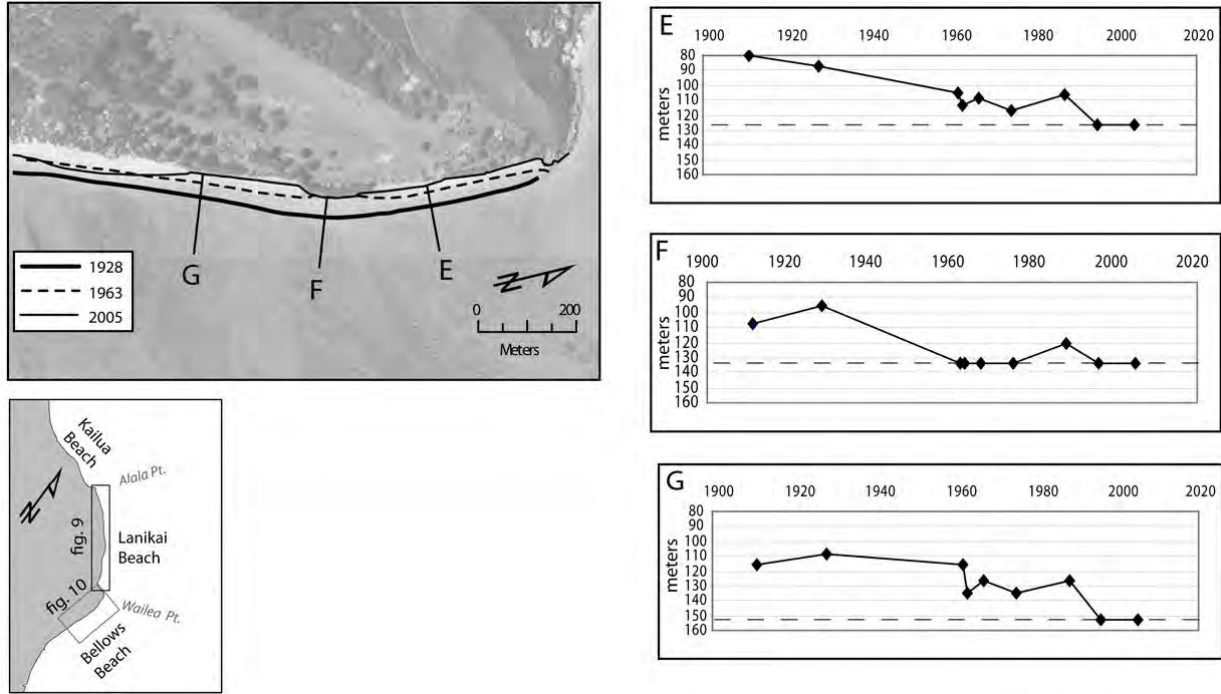 1928
1963
2005
G
F
E
N
0 200
Meters
Kailua
Beach
Alala Pt.
N
fig. 9
Lanikai
Beach
fig. 10
Wailea Pt.
Bellows
Beach
E
1900 1920 1940 1960 1980 2000 2020
meters
80
90
100
110
120
130
140
150
160
F
1900 1920 1940 1960 1980 2000 2020
meters
80
90
100
110
120
130
140
150
160
G
1900 1920 1940 1960 1980 2000 2020
meters
80
90
100
110
120
130
140
150
160